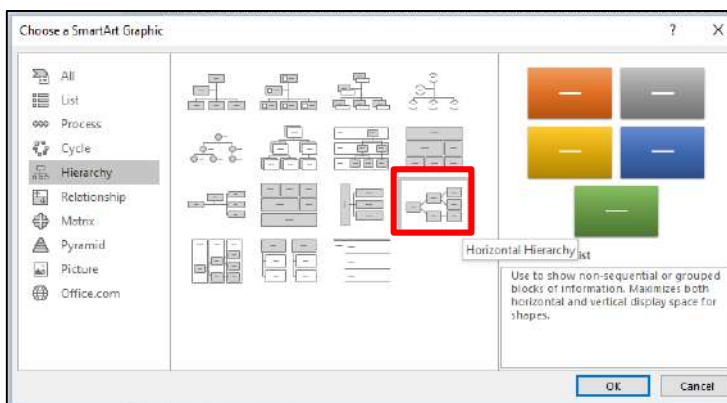 Choose a SmartArt Graphic
?
X
All
List
Process
Cycle
Hierarchy
Relationship
Matrix
Pyramid
Picture
Office.com
Horizontal Hierarchy
ist
Use to show non-sequential or grouped
blocks of information. Maximizes both
horizontal and vertical display space for
shapes.
OK
Cancel